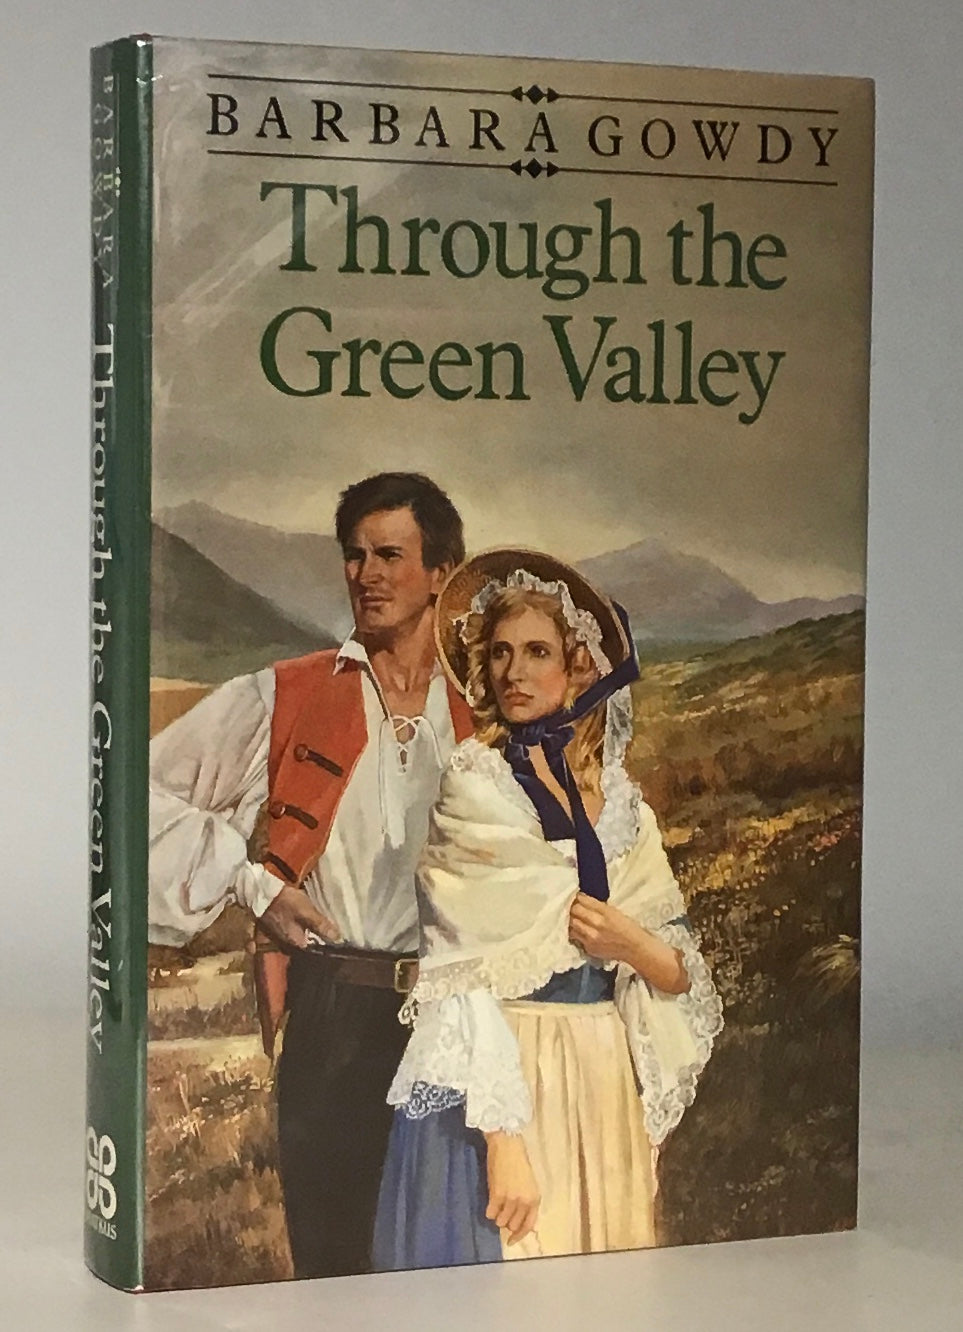 BARBARA GOWDY
Through the
Green Valley
BARBARA GOWDY
Through the Green Valley